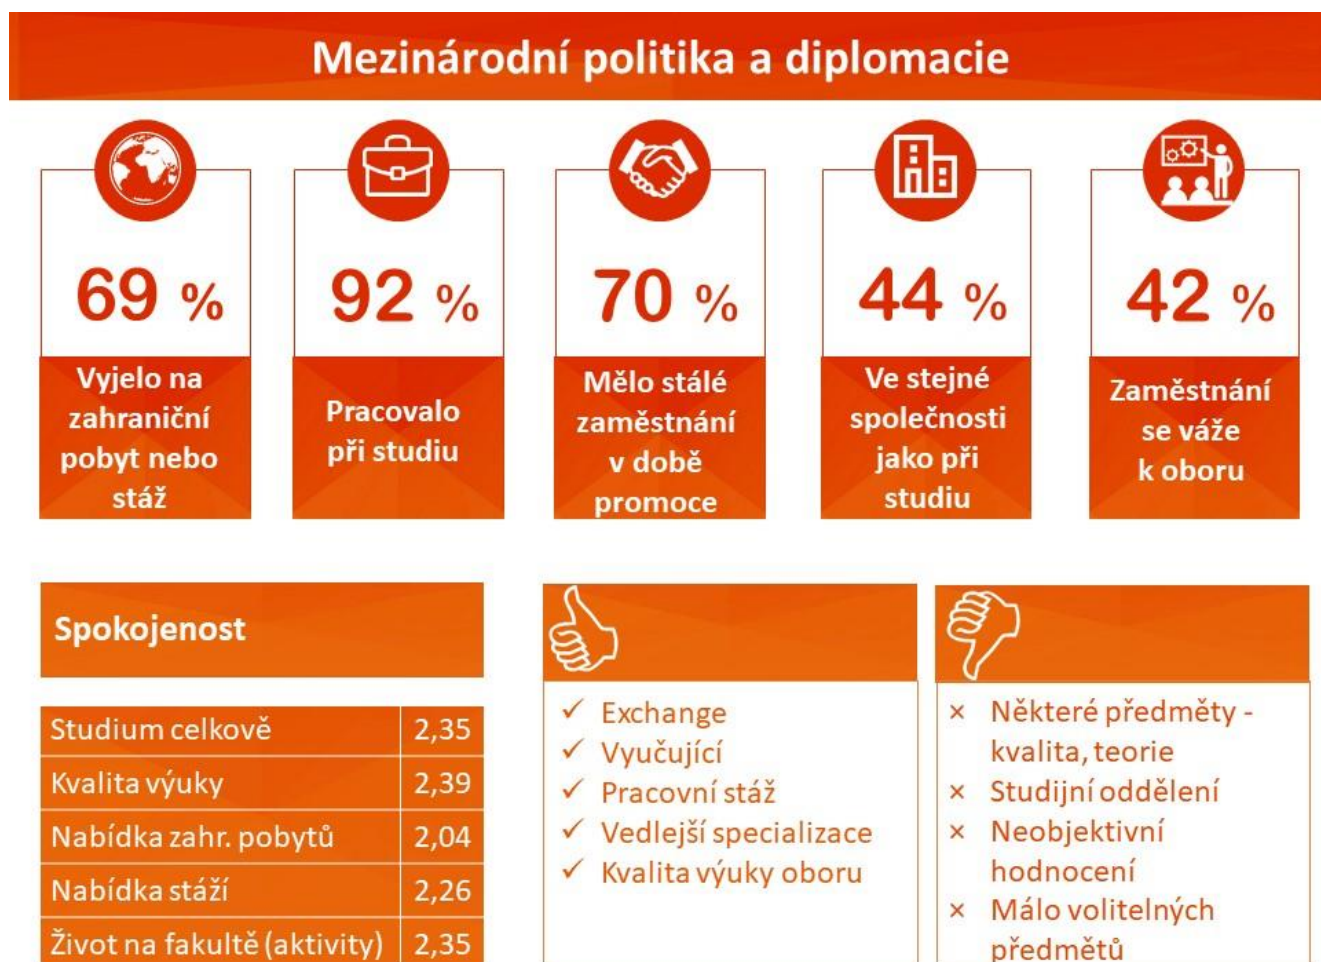 Mezinárodní politika a diplomacie
69 %
Vyjelo na
zahraniční
pobyt nebo
stáž
92 %
Pracovalo
při studiu
70 %
Mělo stálé
zaměstnání
v době
promoce
44 %
Ve stejné
společnosti
jako při
studiu
42 %
Zaměstnání
se váže
k oboru
Spokojenost
Studium celkově 2,35
Kvalita výuky 2,39
Nabídka zahr. pobytů 2,04
Nabídka stáží 2,26
Život na fakultě (aktivity) 2,35
✓ Exchange
✓ Vyučující
✓ Pracovní stáž
✓ Vedlejší specializace
✓ Kvalita výuky oboru
× Některé předměty -
kvalita, teorie
× Studijní oddělení
× Neobjektivní
hodnocení
× Málo volitelných
předmětů